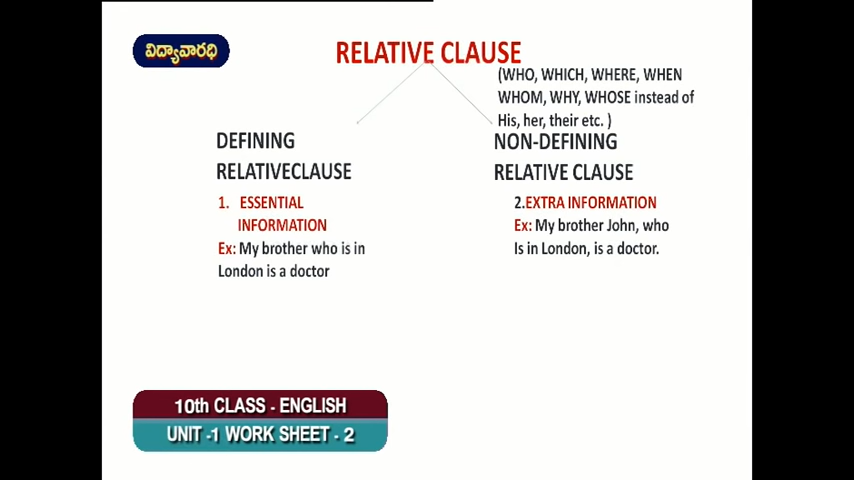 విద్యావారధి
RELATIVE CLAUSE
(WHO, WHICH, WHERE, WHEN
WHOM, WHY, WHOSE instead of
His, her, their etc. )
DEFINING
RELATIVECLAUSE
1. ESSENTIAL
INFORMATION
Ex: My brother who is in
London is a doctor
NON-DEFINING
RELATIVE CLAUSE
2.EXTRA INFORMATION
Ex: My brother John, who
Is in London, is a doctor.
10th CLASS - ENGLISH
UNIT -1 WORK SHEET - 2